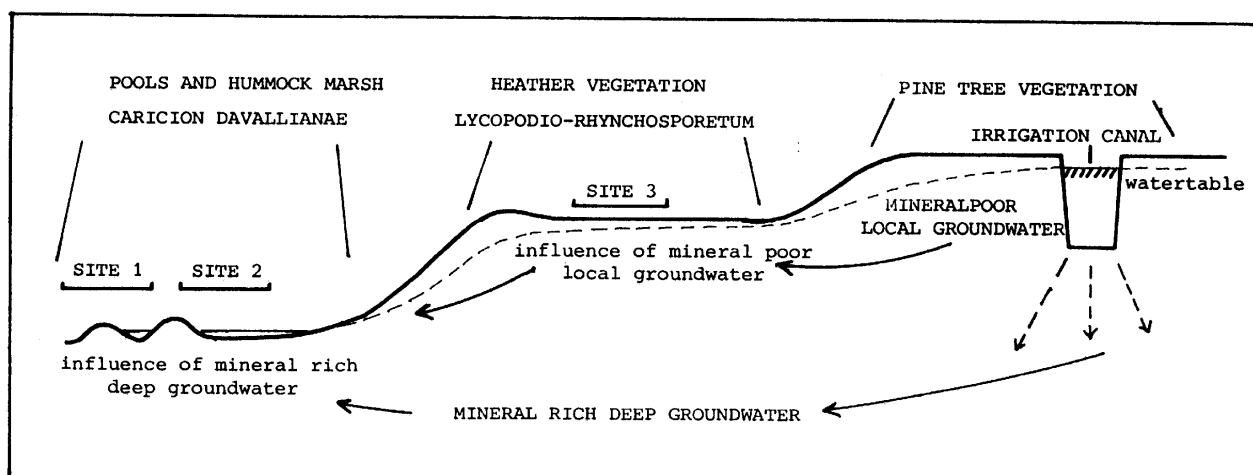 POOLS AND HUMMOCK MARSH
CARICION DAVALLIANAE
HEATHER VEGETATION
LYCOPODIO-RHYNCHOSPORETUM
PINE TREE VEGETATION
IRRIGATION CANAL
watertable
SITE 3
MINERALPOOR
LOCAL GROUNDWATER
influence of mineral poor
local groundwater
SITE 1
SITE 2
influence of mineral rich
deep groundwater
MINERAL RICH DEEP GROUNDWATER